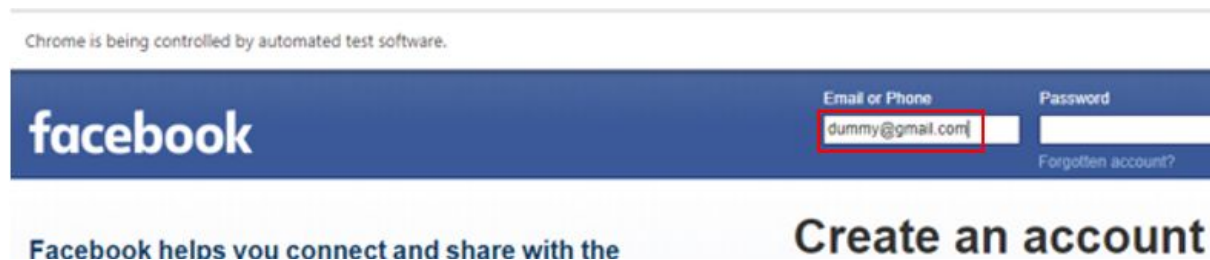 Chrome is being controlled by automated test software.
Email or Phone
Password
facebook
dummy@gmail.com
Forgotten account?
Create an account
Facebook helps you connect and share with the